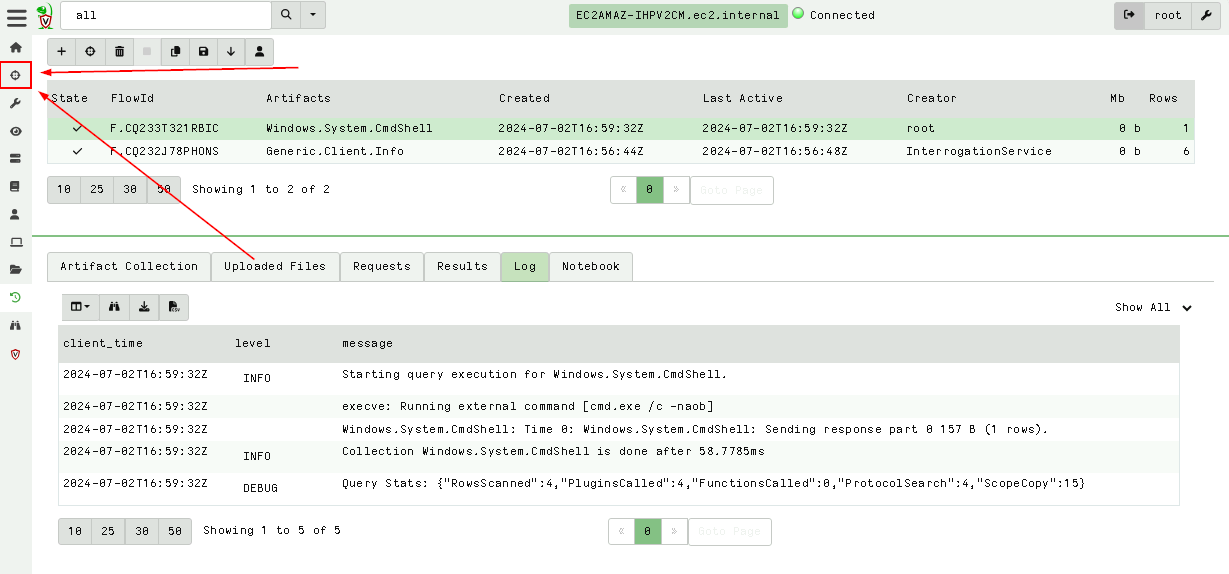 all EC2AMAZ-IHPV2CM.ec2.internal Connected root
State FlowId Artifacts Created Last Active Creator Mb Rows
F.CQ233T321RBIC Windows.System.CmdShell 2024-07-02T16:59:32Z 2024-07-02T16:59:32Z root 0 b 1
F.CQ232J78PHONS Generic.Client.Info 2024-07-02T16:56:44Z 2024-07-02T16:56:48Z InterrogationService 0 b 6
10 25 30 50 Showing 1 to 2 of 2 « 0 » Goto Page
Artifact Collection Uploaded Files Requests Results Log Notebook
Show All
client_time level message
2024-07-02T16:59:32Z INFO Starting query execution for Windows.System.CmdShell.
2024-07-02T16:59:32Z execve: Running external command [cmd.exe /c -naob]
2024-07-02T16:59:32Z Windows.System.CmdShell: Time 0: Windows.System.CmdShell: Sending response part 0 157 B (1 rows).
2024-07-02T16:59:32Z INFO Collection Windows.System.CmdShell is done after 58.7785ms
2024-07-02T16:59:32Z DEBUG Query Stats: {"RowsScanned":4,"PluginsCalled":4,"FunctionsCalled":0,"ProtocolSearch":4,"ScopeCopy":15}
10 25 30 50 Showing 1 to 5 of 5 « 0 » Goto Page